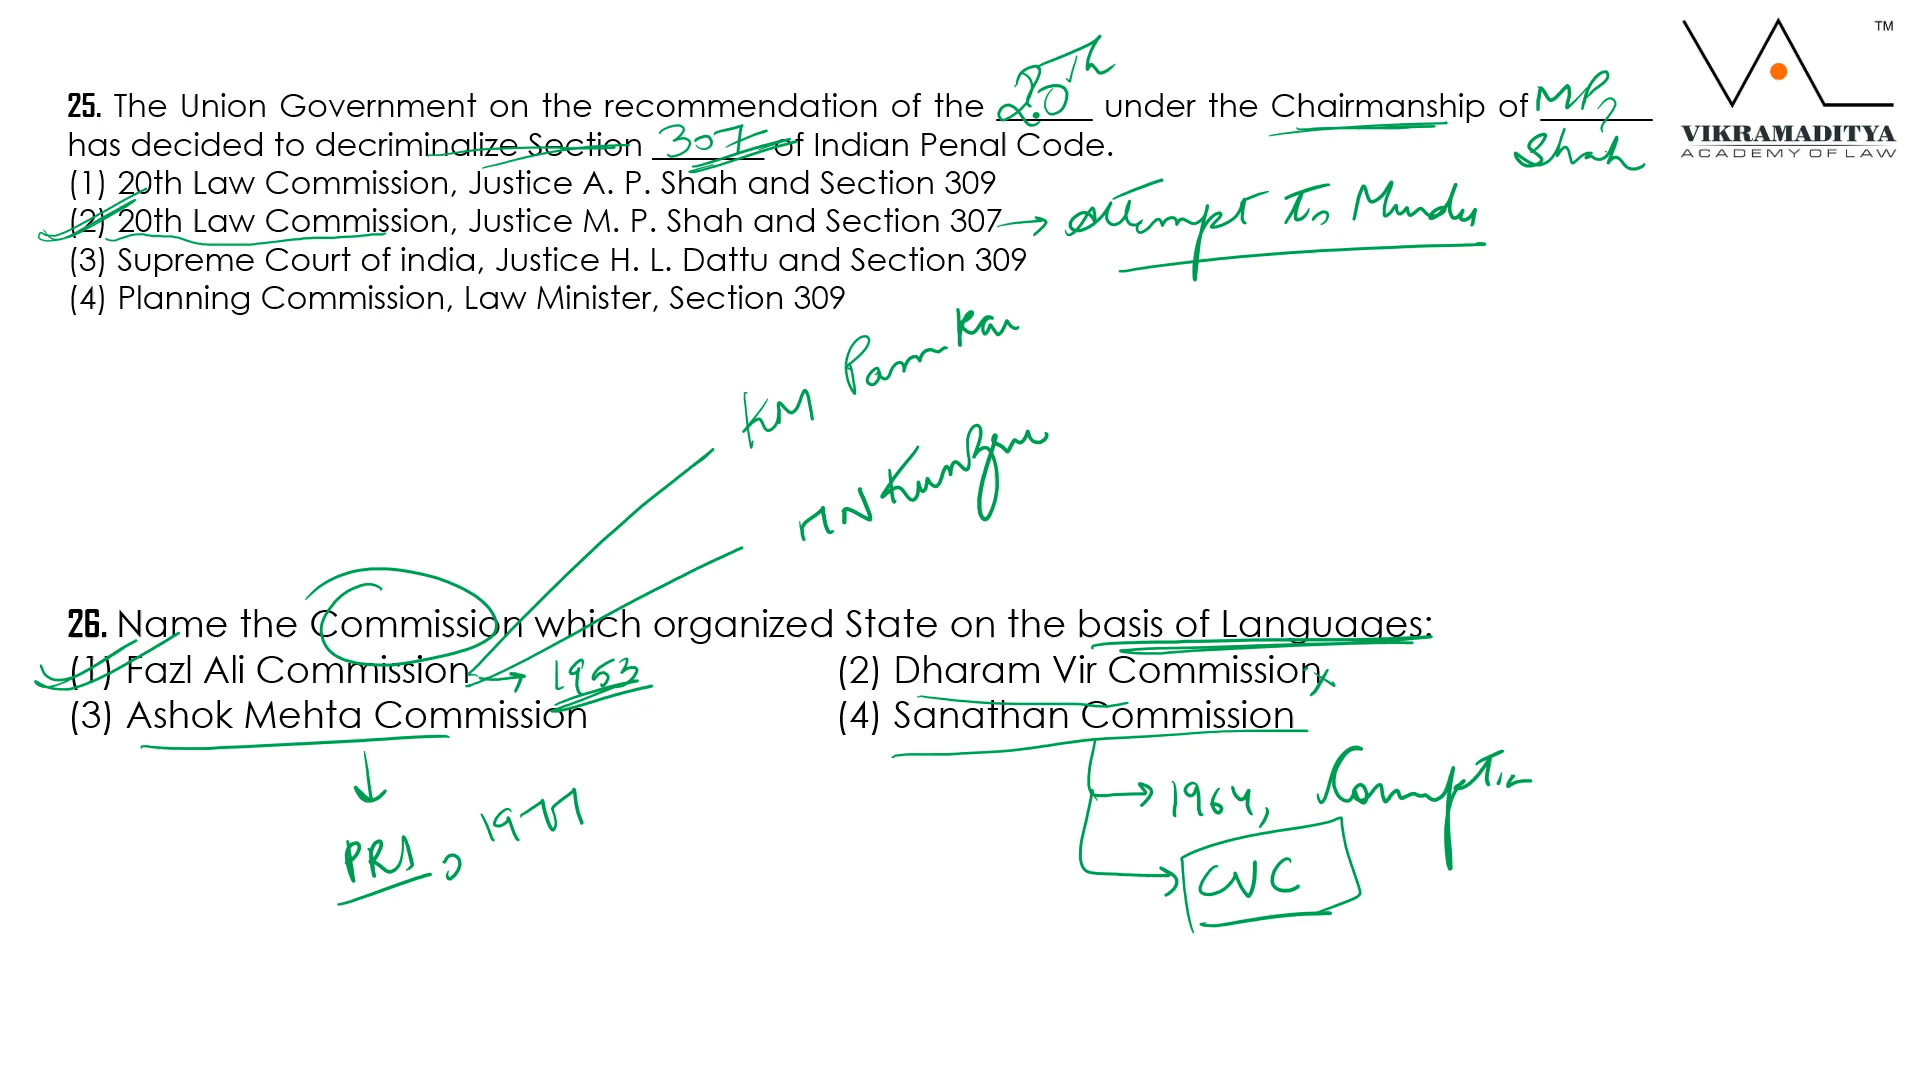 TM
VIKRAMADITYA
ACADEMY OF LAW
25. The Union Government on the recommendation of the 20th under the Chairmanship of MP Shah
has decided to decriminalize Section 307 of Indian Penal Code.
(1) 20th Law Commission, Justice A. P. Shah and Section 309
(2) 20th Law Commission, Justice M. P. Shah and Section 307 → Attempt To Murder
(3) Supreme Court of india, Justice H. L. Dattu and Section 309
(4) Planning Commission, Law Minister, Section 309
KM Pannikar
HN Kunzru
26. Name the Commission which organized State on the basis of Languages:
(1) Fazl Ali Commission → 1953 (2) Dharam Vir Commission x
(3) Ashok Mehta Commission (4) Sanathan Commission
→ 1964, Corruption
PRI, 1977
→ CVC